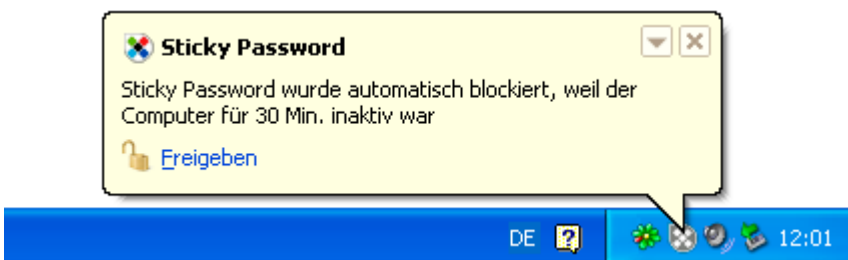 Sticky Password
Sticky Password wurde automatisch blockiert, weil der
Computer für 30 Min. inaktiv war
Freigeben
DE ?
12:01